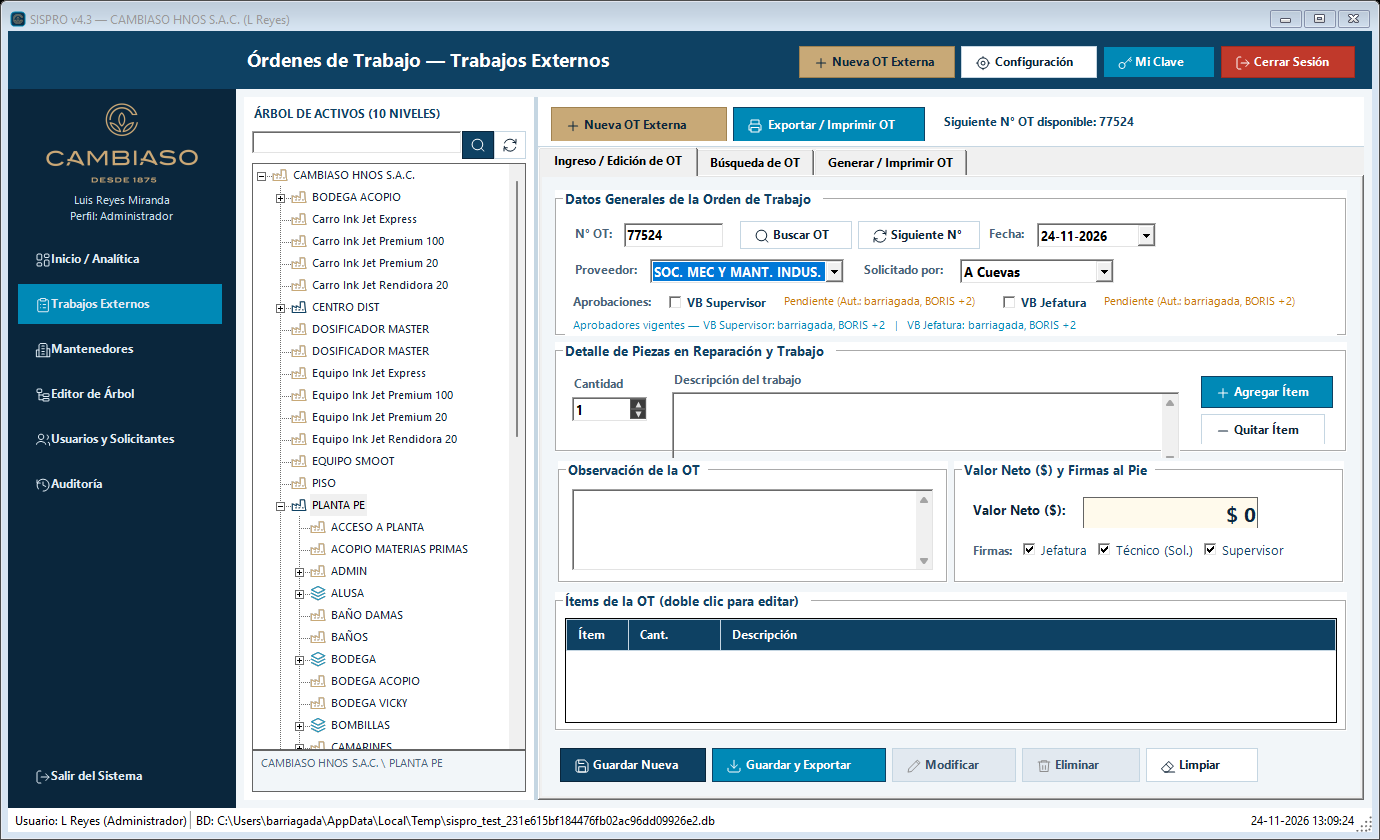 SISPRO v4.3 — CAMBIASO HNOS S.A.C. (L Reyes)
Órdenes de Trabajo — Trabajos Externos
Nueva OT Externa
Configuración
Mi Clave
Cerrar Sesión
CAMBIASO
DESDE 1875
Luis Reyes Miranda
Perfil: Administrador
Inicio / Analítica
Trabajos Externos
Mantenedores
Editor de Árbol
Usuarios y Solicitantes
Auditoría
Salir del Sistema
ÁRBOL DE ACTIVOS (10 NIVELES)
CAMBIASO HNOS S.A.C.
BODEGA ACOPIO
Carro Ink Jet Express
Carro Ink Jet Premium 100
Carro Ink Jet Premium 20
Carro Ink Jet Rendidora 20
CENTRO DIST
DOSIFICADOR MASTER
DOSIFICADOR MASTER
Equipo Ink Jet Express
Equipo Ink Jet Premium 100
Equipo Ink Jet Premium 20
Equipo Ink Jet Rendidora 20
EQUIPO SMOOT
PISO
PLANTA PE
ACCESO A PLANTA
ACOPIO MATERIAS PRIMAS
ADMIN
ALUSA
BAÑO DAMAS
BAÑOS
BODEGA
BODEGA ACOPIO
BODEGA VICKY
BOMBILLAS
CAMARINES
CAMBIASO HNOS S.A.C. \ PLANTA PE
Nueva OT Externa
Exportar / Imprimir OT
Siguiente N° OT disponible: 77524
Ingreso / Edición de OT
Búsqueda de OT
Generar / Imprimir OT
Datos Generales de la Orden de Trabajo
N° OT: 77524
Buscar OT
Siguiente N°
Fecha: 24-11-2026
Proveedor: SOC. MEC Y MANT. INDUS.
Solicitado por: A Cuevas
Aprobaciones: VB Supervisor Pendiente (Aut.: barriagada, BORIS +2) VB Jefatura Pendiente (Aut.: barriagada, BORIS +2)
Aprobadores vigentes — VB Supervisor: barriagada, BORIS +2 | VB Jefatura: barriagada, BORIS +2
Detalle de Piezas en Reparación y Trabajo
Cantidad
1
Descripción del trabajo
Agregar Ítem
Quitar Ítem
Observación de la OT
Valor Neto ($) y Firmas al Pie
Valor Neto ($): $ 0
Firmas: Jefatura Técnico (Sol.) Supervisor
Ítems de la OT (doble clic para editar)
Ítem Cant. Descripción
Guardar Nueva
Guardar y Exportar
Modificar
Eliminar
Limpiar
Usuario: L Reyes (Administrador)
BD: C:\Users\barriagada\AppData\Local\Temp\sispro_test_231e615bf184476fb02ac96dd09926e2.db
24-11-2026 13:09:24